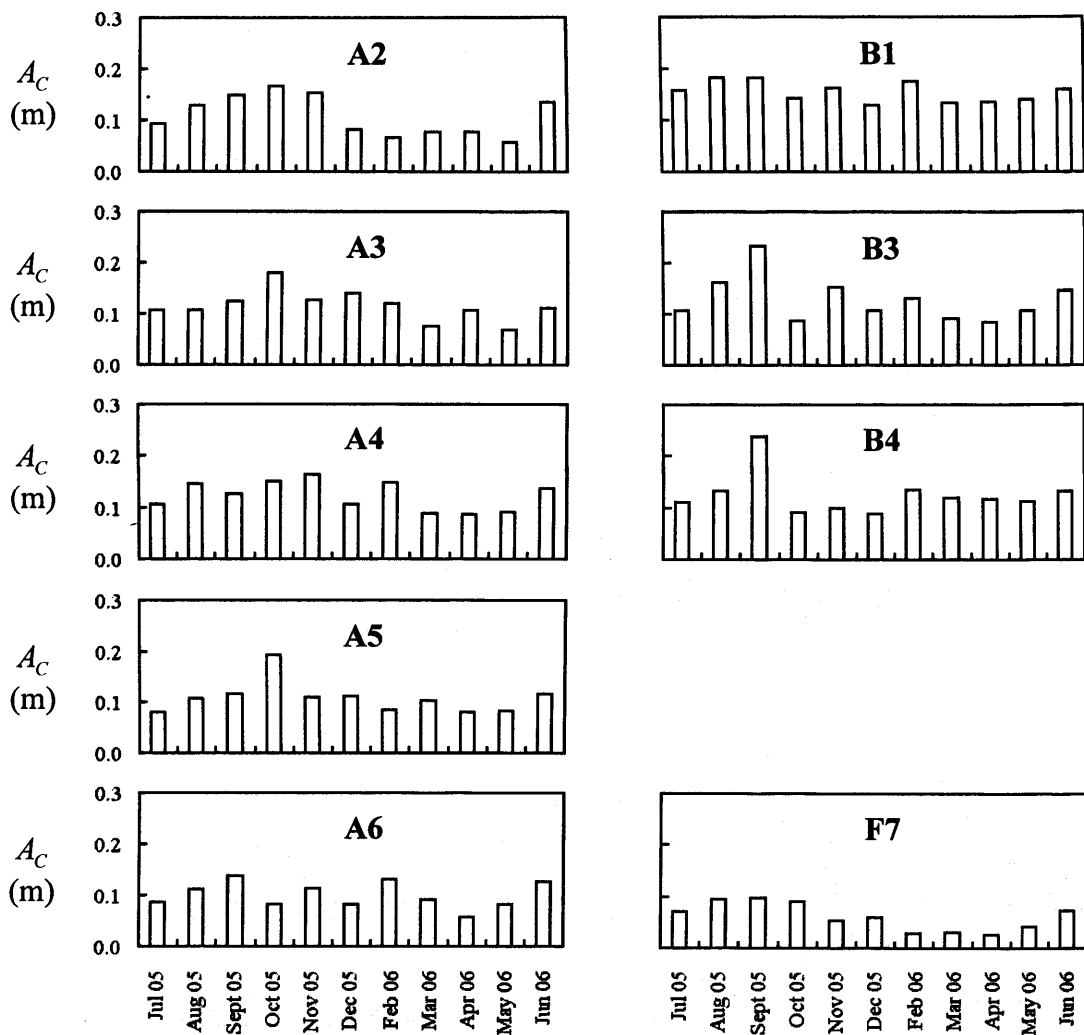 0.3
0.2
0.1
0.0
A_C
(m)
A2
B1
0.3
0.2
0.1
0.0
A_C
(m)
A3
B3
0.3
0.2
0.1
0.0
A_C
(m)
A4
B4
0.3
0.2
0.1
0.0
A_C
(m)
A5
0.3
0.2
0.1
0.0
A_C
(m)
A6
F7
Jul 05
Aug 05
Sept 05
Oct 05
Nov 05
Dec 05
Feb 06
Mar 06
Apr 06
May 06
Jun 06
Jul 05
Aug 05
Sept 05
Oct 05
Nov 05
Dec 05
Feb 06
Mar 06
Apr 06
May 06
Jun 06